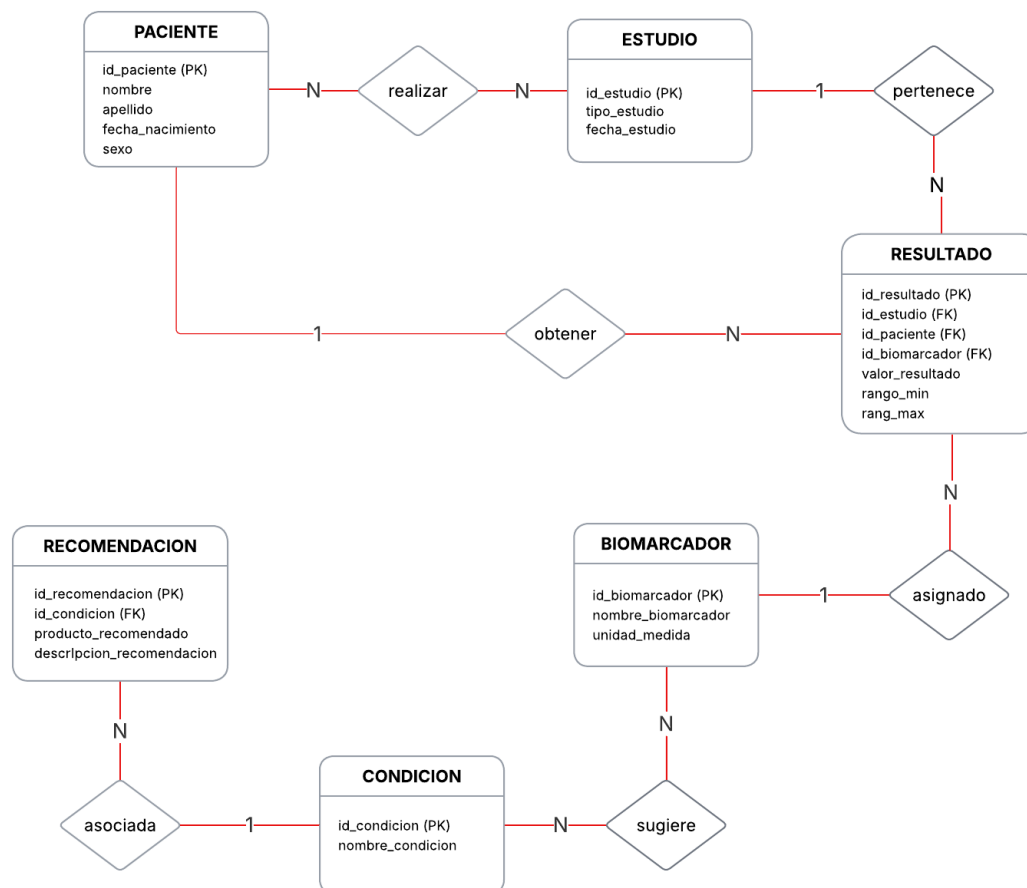 PACIENTE
id_paciente (PK)
nombre
apellido
fecha_nacimiento
sexo
N
realizar
N
ESTUDIO
id_estudio (PK)
tipo_estudio
fecha_estudio
1
pertenece
N
RESULTADO
id_resultado (PK)
id_estudio (FK)
id_paciente (FK)
id_biomarcador (FK)
valor_resultado
rango_min
rang_max
1
obtener
N
N
asignado
1
BIOMARCADOR
id_biomarcador (PK)
nombre_biomarcador
unidad_medida
N
sugiere
N
CONDICION
id_condicion (PK)
nombre_condicion
1
asociada
N
RECOMENDACION
id_recomendacion (PK)
id_condicion (FK)
producto_recomendado
descrIpcion_recomendacion